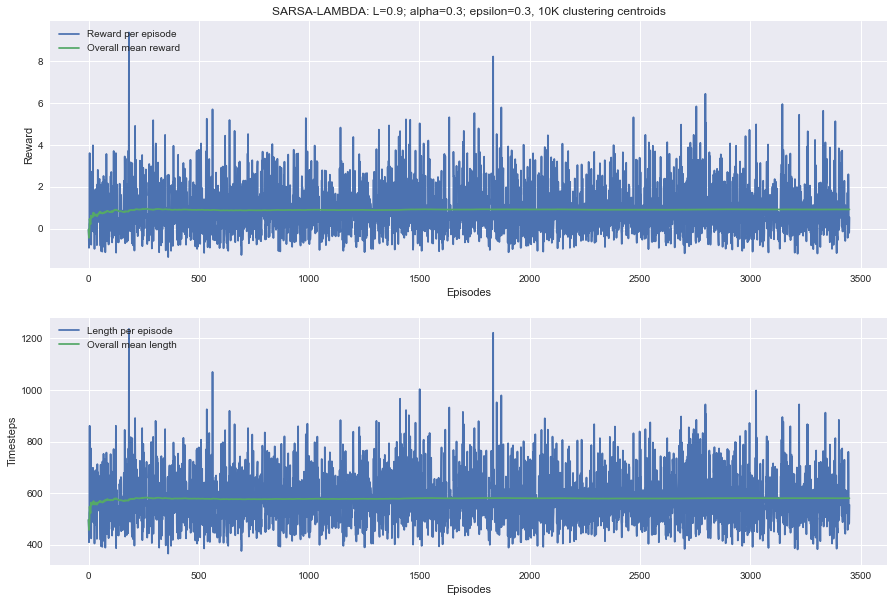 SARSA-LAMBDA: L=0.9; alpha=0.3; epsilon=0.3, 10K clustering centroids
Reward per episode
Overall mean reward
8
6
4
2
0
Reward
0 500 1000 1500 2000 2500 3000 3500
Episodes
Length per episode
Overall mean length
1200
1000
800
600
400
Timesteps
0 500 1000 1500 2000 2500 3000 3500
Episodes